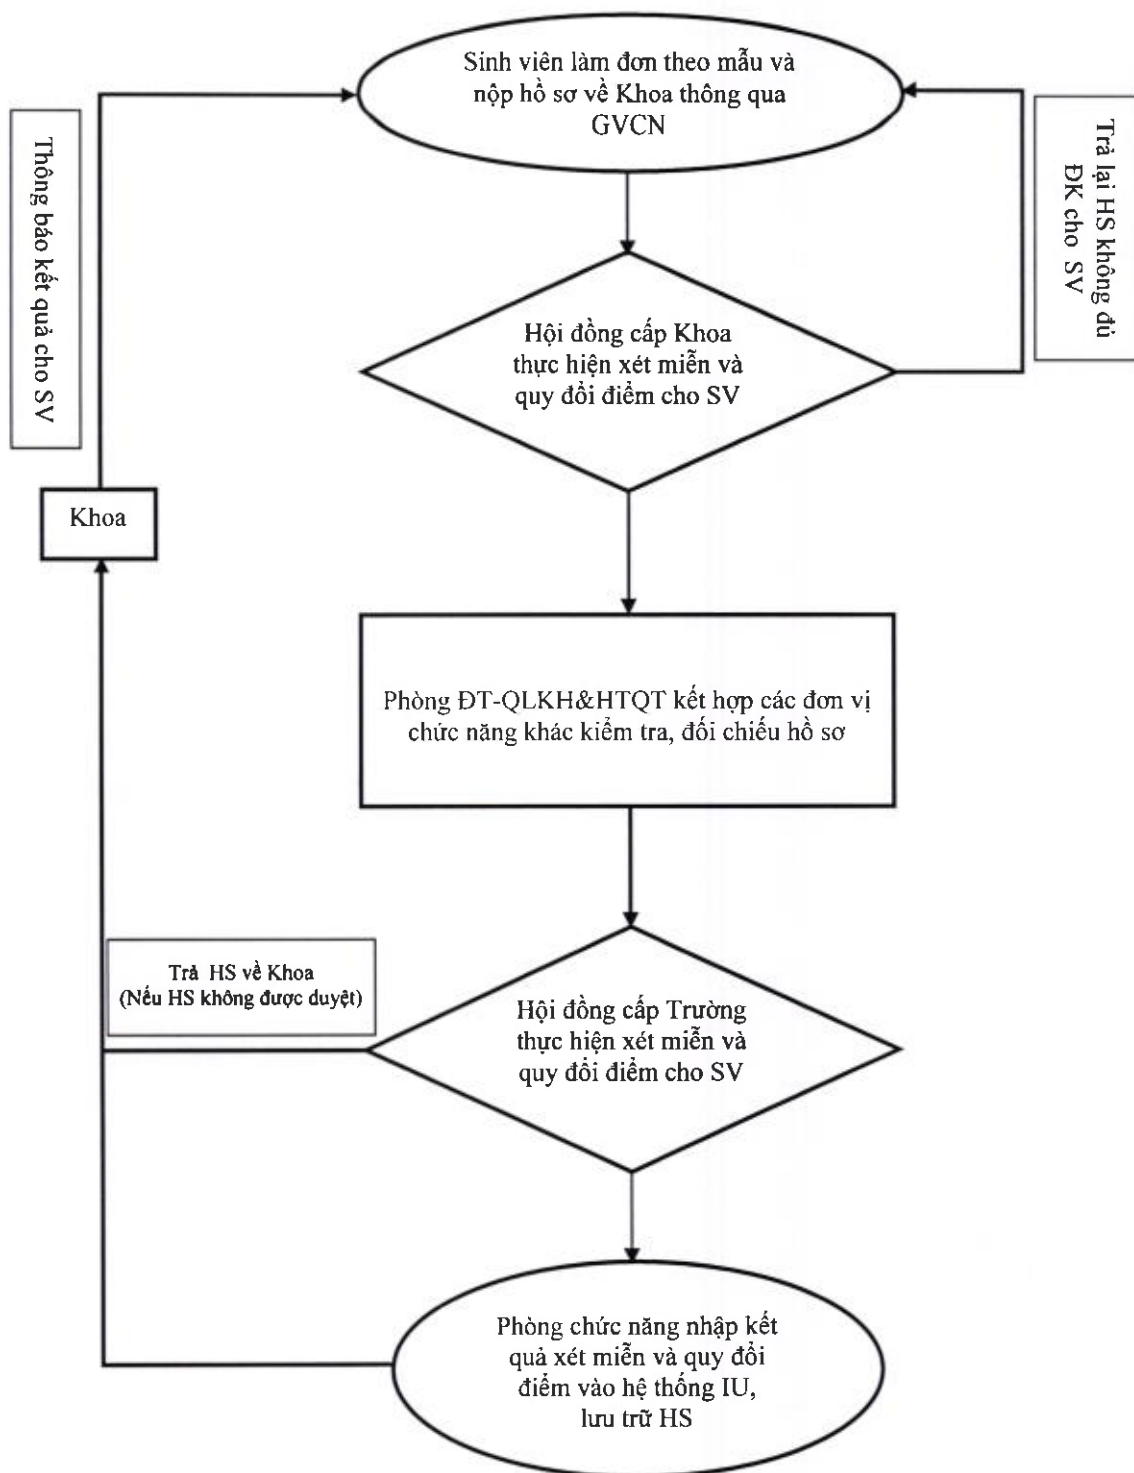 Sinh viên làm đơn theo mẫu và
nộp hồ sơ về Khoa thông qua
GVCN
Thông báo kết quả cho SV
Trả lại HS không đủ
ĐK cho SV
Hội đồng cấp Khoa
thực hiện xét miễn và
quy đổi điểm cho SV
Khoa
Phòng ĐT-QLKH&HTQT kết hợp các đơn vị
chức năng khác kiểm tra, đối chiếu hồ sơ
Trả HS về Khoa
(Nếu HS không được duyệt)
Hội đồng cấp Trường
thực hiện xét miễn và
quy đổi điểm cho SV
Phòng chức năng nhập kết
quả xét miễn và quy đổi
điểm vào hệ thống IU,
lưu trữ HS